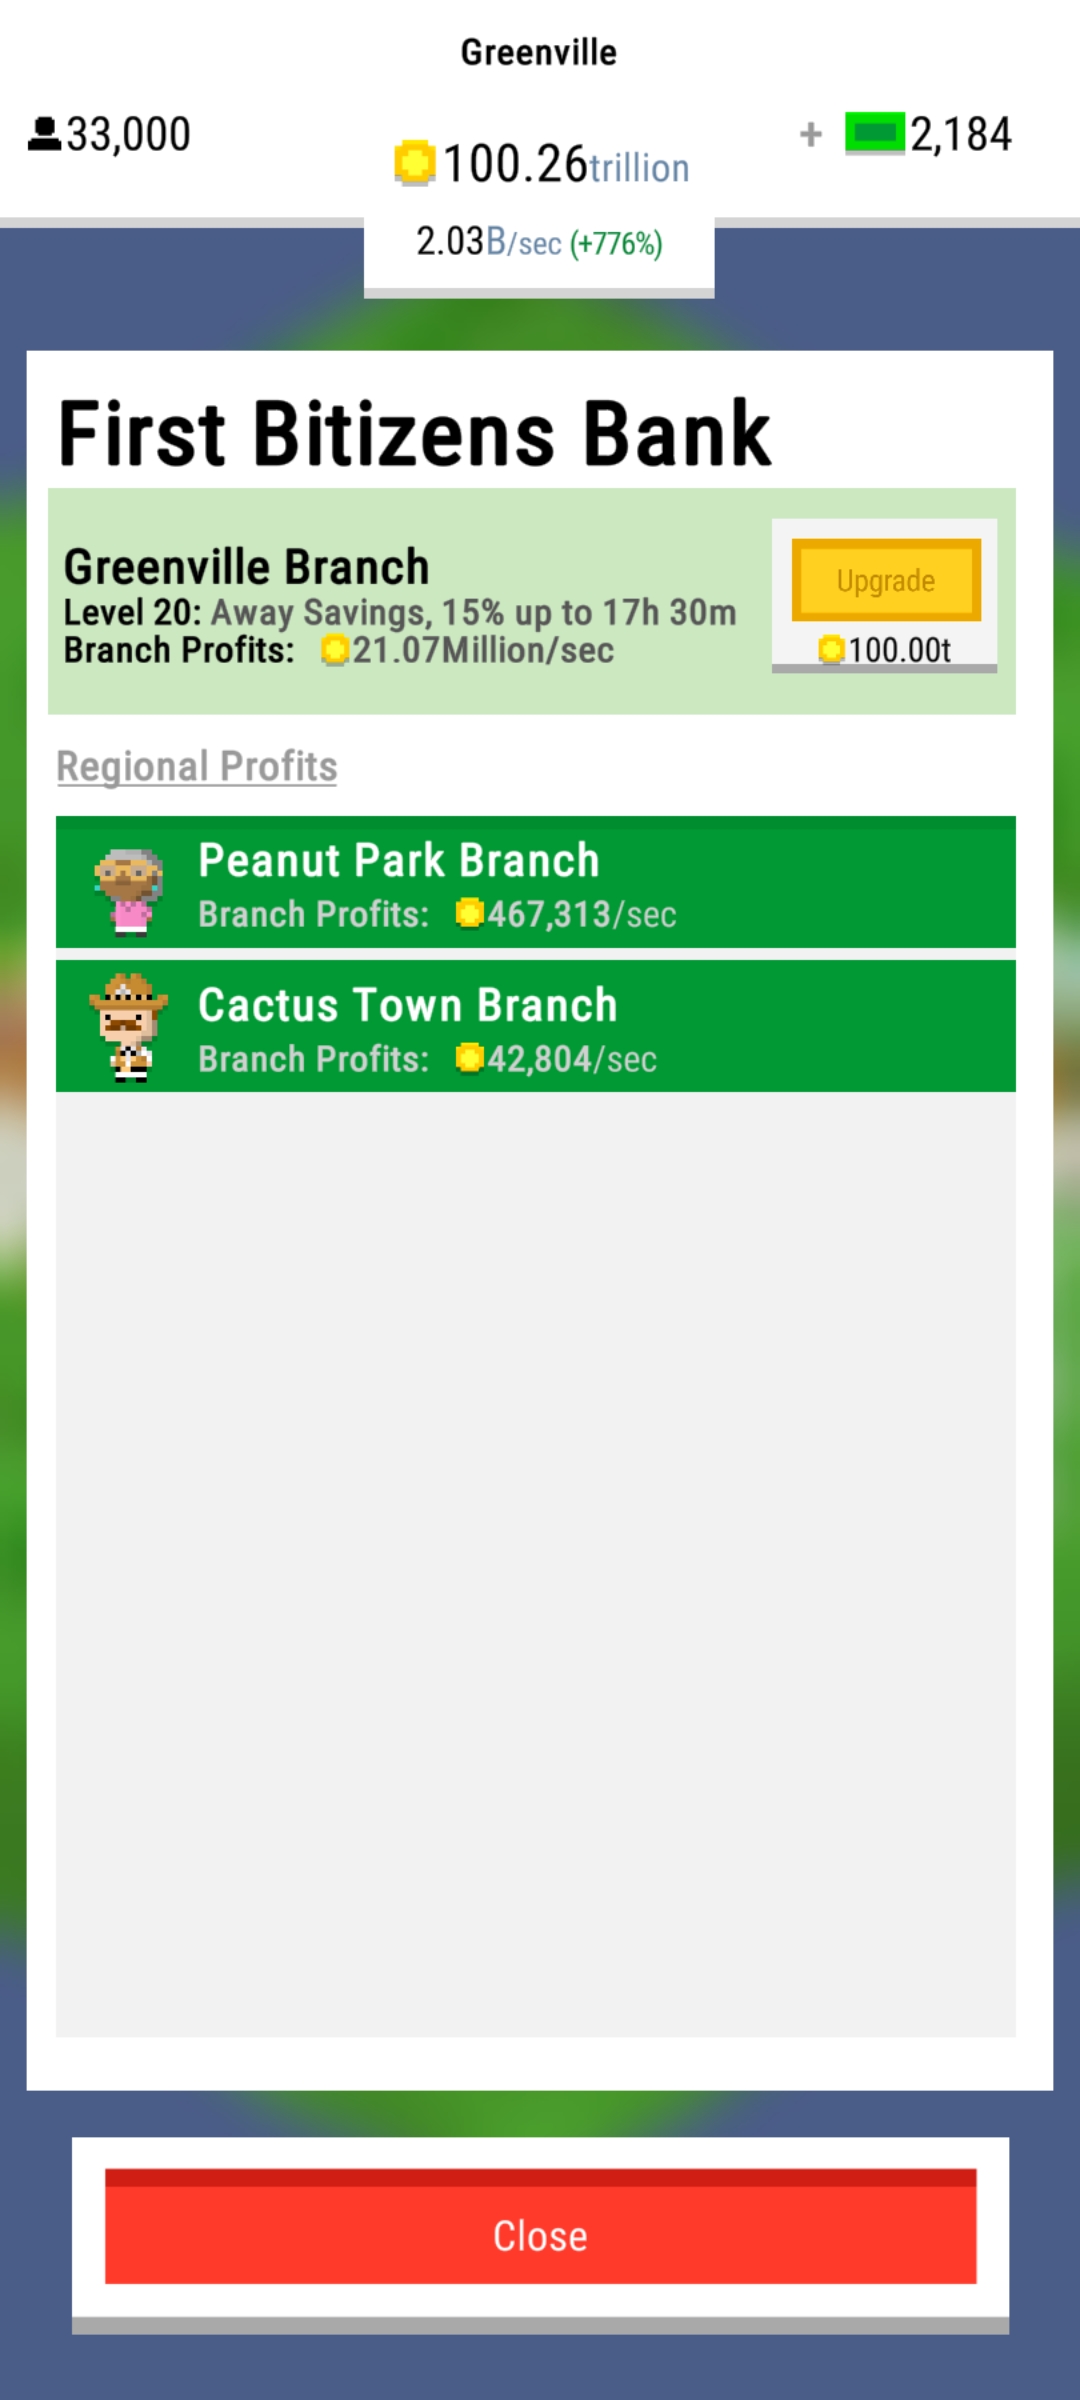 Greenville
33,000
100.26trillion
+ 2,184
2.03B/sec (+776%)
First Bitizens Bank
Greenville Branch
Level 20: Away Savings, 15% up to 17h 30m
Branch Profits: 21.07Million/sec
Upgrade
100.00t
Regional Profits
Peanut Park Branch
Branch Profits: 467,313/sec
Cactus Town Branch
Branch Profits: 42,804/sec
Close